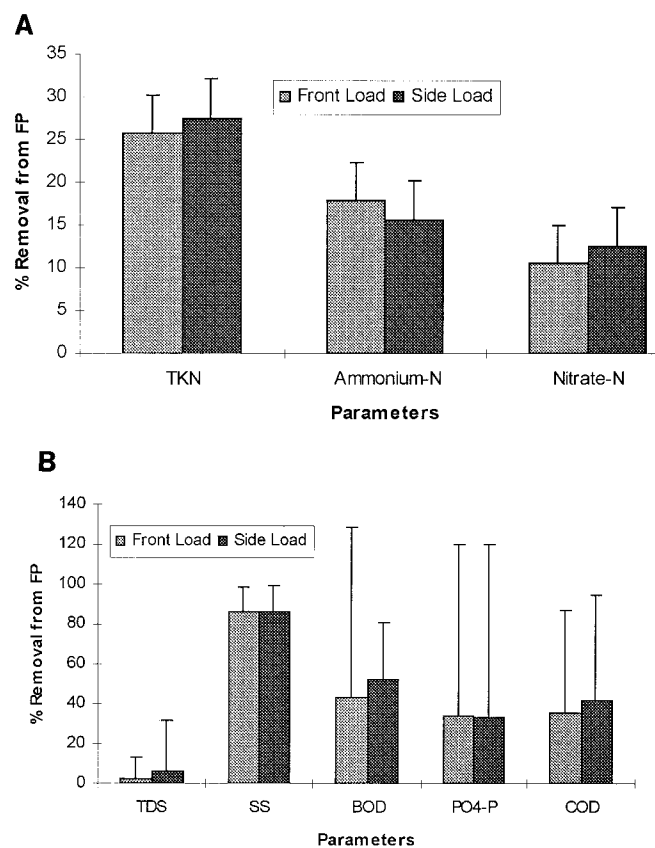 A
35
30
25
20
15
10
5
0
% Removal from FP
Front Load Side Load
TKN Ammonium-N Nitrate-N
Parameters
B
140
120
100
80
60
40
20
0
% Removal from FP
Front Load Side Load
TDS SS BOD PO4-P COD
Parameters